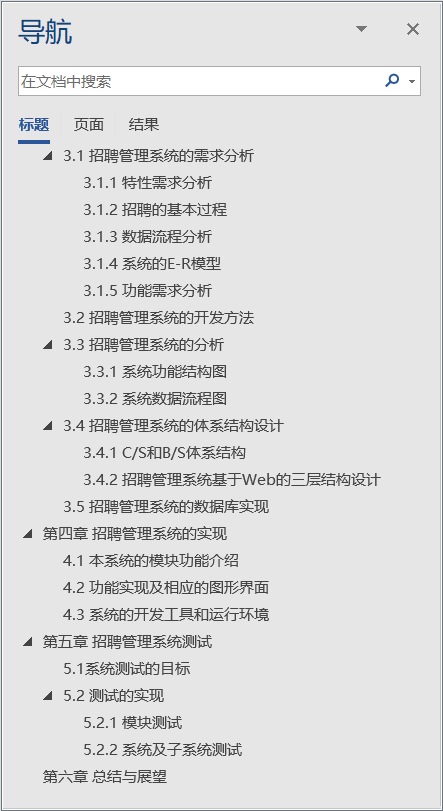 导航
在文档中搜索
标题 页面 结果
3.1 招聘管理系统的需求分析
3.1.1 特性需求分析
3.1.2 招聘的基本过程
3.1.3 数据流程分析
3.1.4 系统的E-R模型
3.1.5 功能需求分析
3.2 招聘管理系统的开发方法
3.3 招聘管理系统的分析
3.3.1 系统功能结构图
3.3.2 系统数据流程图
3.4 招聘管理系统的体系结构设计
3.4.1 C/S和B/S体系结构
3.4.2 招聘管理系统基于Web的三层结构设计
3.5 招聘管理系统的数据库实现
第四章 招聘管理系统的实现
4.1 本系统的模块功能介绍
4.2 功能实现及相应的图形界面
4.3 系统的开发工具和运行环境
第五章 招聘管理系统测试
5.1系统测试的目标
5.2 测试的实现
5.2.1 模块测试
5.2.2 系统及子系统测试
第六章 总结与展望